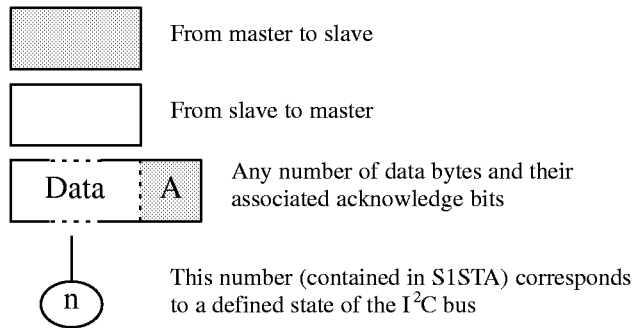 From master to slave
From slave to master
Data A
Any number of data bytes and their
associated acknowledge bits
n
This number (contained in S1STA) corresponds
to a defined state of the I²C bus